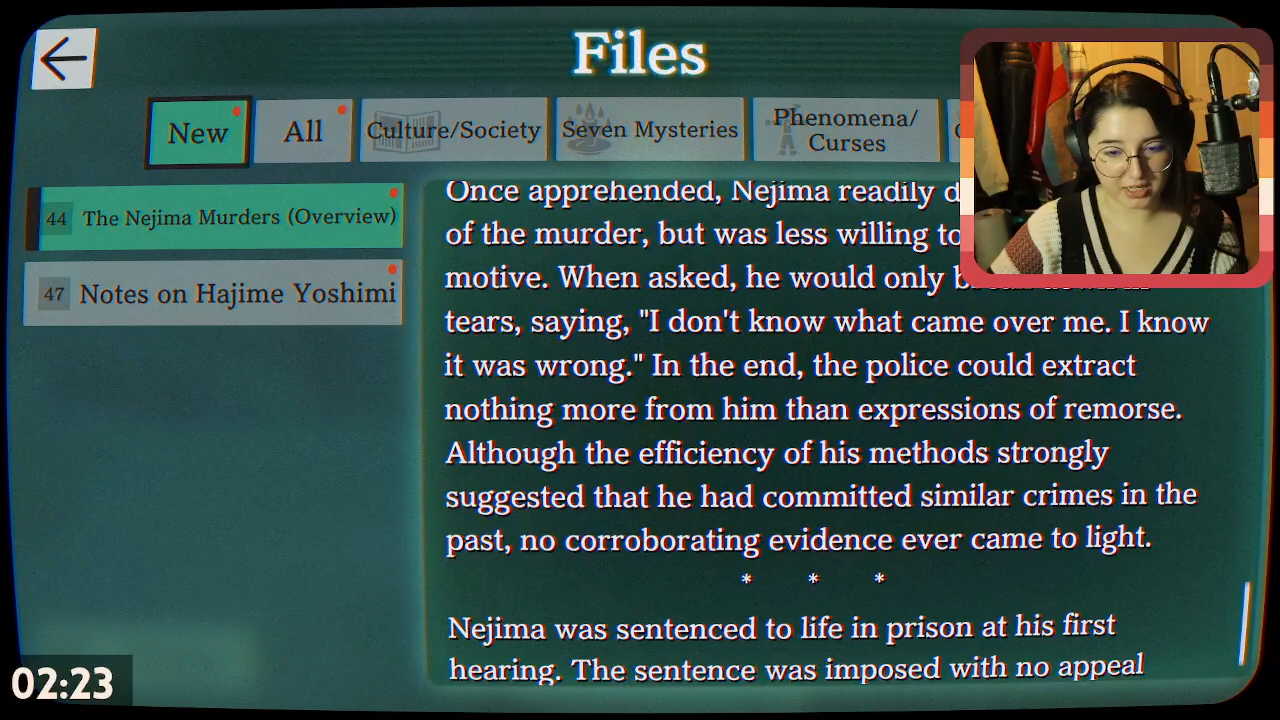 Files
New
All
Culture/Society
Seven Mysteries
Phenomena/
Curses
44 The Nejima Murders (Overview)
47 Notes on Hajime Yoshimi
Once apprehended, Nejima readily
of the murder, but was less willing to
motive. When asked, he would only
tears, saying, "I don't know what came over me. I know
it was wrong." In the end, the police could extract
nothing more from him than expressions of remorse.
Although the efficiency of his methods strongly
suggested that he had committed similar crimes in the
past, no corroborating evidence ever came to light.
* * *
Nejima was sentenced to life in prison at his first
hearing. The sentence was imposed with no appeal
02:23